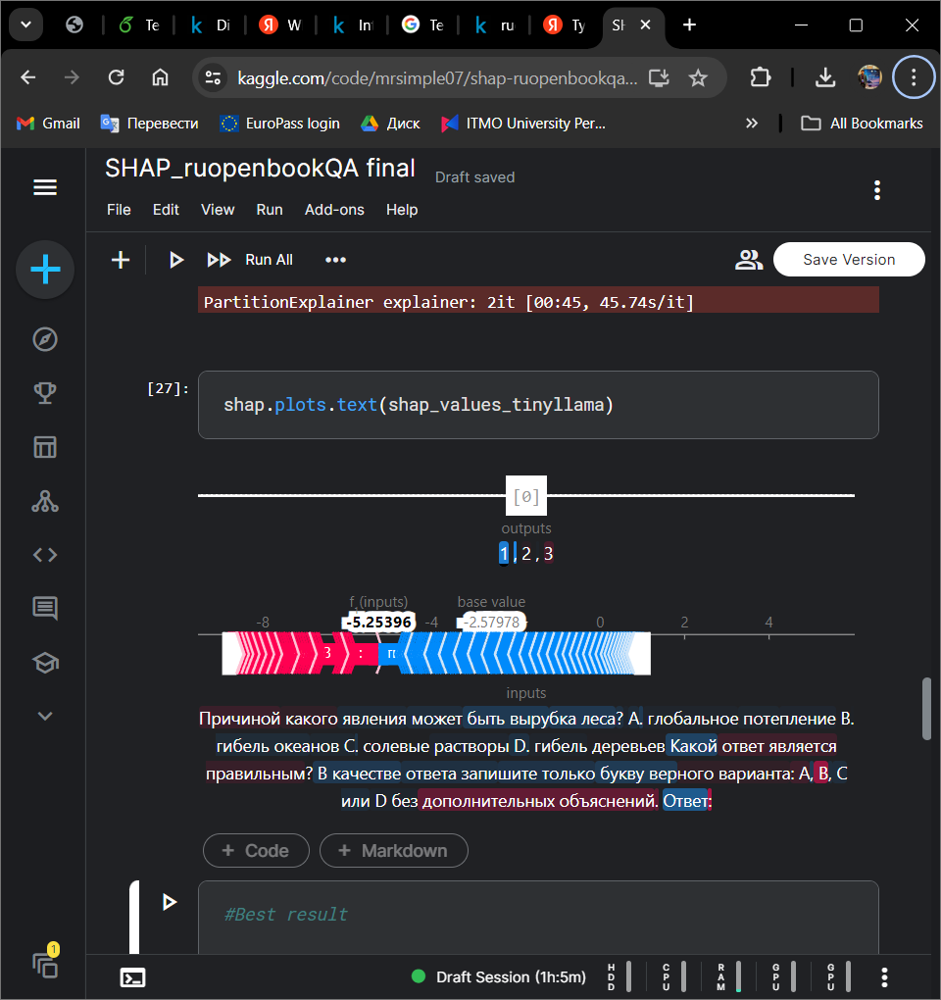 Te
Di
W
Int
Te
ru
Ty
SH
kaggle.com/code/mrsimple07/shap-ruopenbookqa...
Gmail
Перевести
EuroPass login
Диск
ITMO University Per...
All Bookmarks
SHAP_ruopenbookQA final
Draft saved
File Edit View Run Add-ons Help
Run All
Save Version
PartitionExplainer explainer: 2it [00:45, 45.74s/it]
[27]:
shap.plots.text(shap_values_tinyllama)
[0]
outputs
1,2,3
f (inputs) base value
-8 -5.25396 -4 -2.57978 0 2 4
:
inputs
Причиной какого явления может быть вырубка леса? A. глобальное потепление B.
гибель океанов C. солевые растворы D. гибель деревьев Какой ответ является
правильным? В качестве ответа запишите только букву верного варианта: A, B, C
или D без дополнительных объяснений. Ответ:
+ Code
+ Markdown
#Best result
1
Draft Session (1h:5m)
HDD
CPU
RAM
GPU
GPU